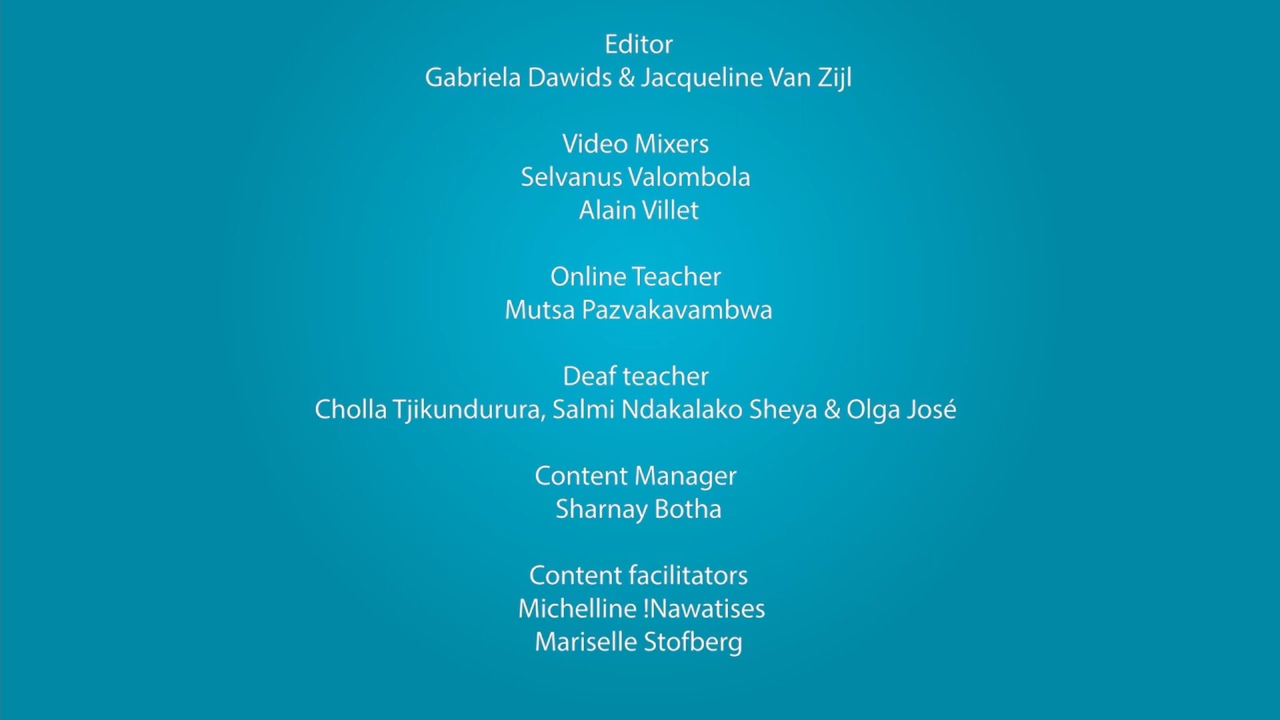 Editor
Gabriela Dawids & Jacqueline Van Zijl
Video Mixers
Selvanus Valombola
Alain Villet
Online Teacher
Mutsa Pazvakavambwa
Deaf teacher
Cholla Tjikundurura, Salmi Ndakalako Sheya & Olga José
Content Manager
Sharnay Botha
Content facilitators
Michelline !Nawatises
Mariselle Stofberg